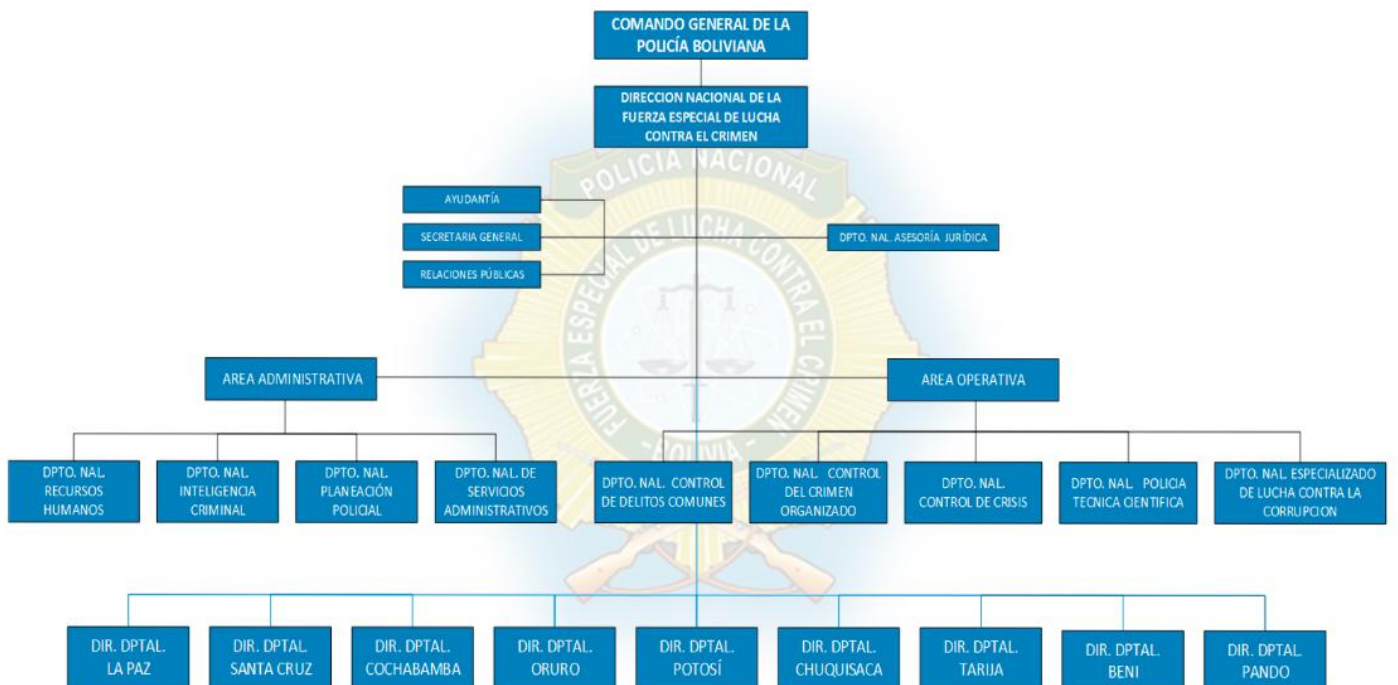 COMANDO GENERAL DE LA
POLICÍA BOLIVIANA
DIRECCION NACIONAL DE LA
FUERZA ESPECIAL DE LUCHA
CONTRA EL CRIMEN
POLICIA NACIONAL
FUERZA ESPECIAL DE LUCHA CONTRA EL CRIMEN
- BOLIVIA -
AYUDANTÍA
SECRETARIA GENERAL
RELACIONES PÚBLICAS
DPTO. NAL. ASESORÍA JURÍDICA
AREA ADMINISTRATIVA
AREA OPERATIVA
DPTO. NAL.
RECURSOS
HUMANOS
DPTO. NAL.
INTELIGENCIA
CRIMINAL
DPTO. NAL.
PLANEACIÓN
POLICIAL
DPTO. NAL. DE
SERVICIOS
ADMINISTRATIVOS
DPTO. NAL. CONTROL
DE DELITOS COMUNES
DPTO. NAL. CONTROL
DEL CRIMEN
ORGANIZADO
DPTO. NAL.
CONTROL DE CRISIS
DPTO. NAL. POLICIA
TECNICA CIENTIFICA
DPTO. NAL. ESPECIALIZADO
DE LUCHA CONTRA LA
CORRUPCION
DIR. DPTAL.
LA PAZ
DIR. DPTAL.
SANTA CRUZ
DIR. DPTAL.
COCHABAMBA
DIR. DPTAL.
ORURO
DIR. DPTAL.
POTOSÍ
DIR. DPTAL.
CHUQUISACA
DIR. DPTAL.
TARIJA
DIR. DPTAL.
BENI
DIR. DPTAL.
PANDO